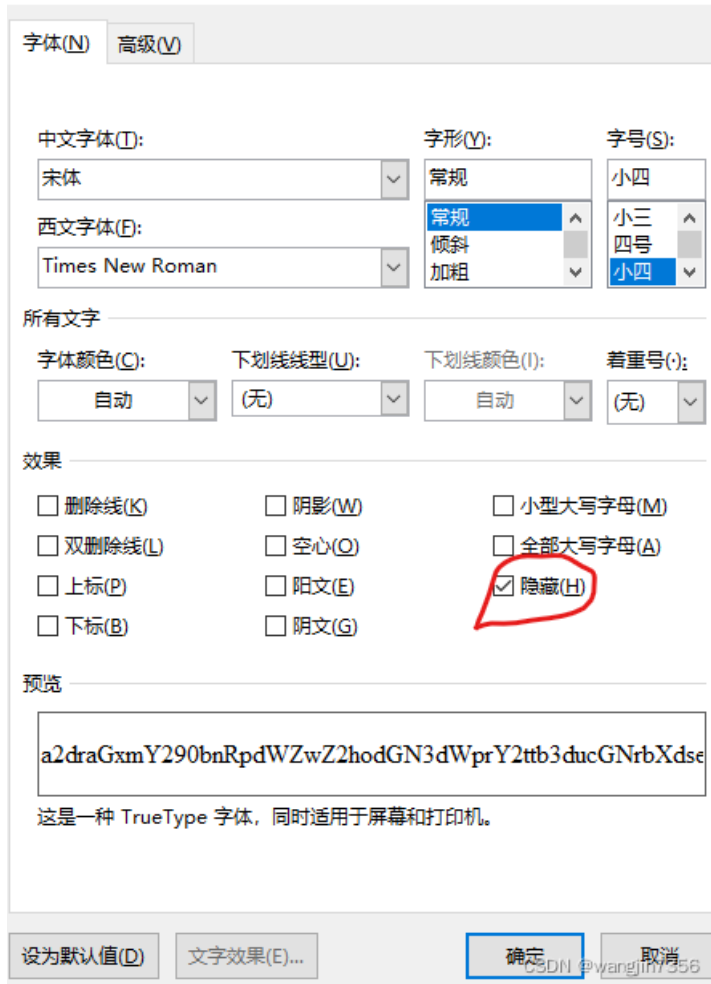 字体(N) 高级(V)
中文字体(T): 字形(Y): 字号(S):
宋体 常规 小四
西文字体(F): 常规 小三
倾斜 四号
Times New Roman 加粗 小四
所有文字
字体颜色(C): 下划线线型(U): 下划线颜色(I): 着重号(·):
自动 (无) 自动 (无)
效果
删除线(K) 阴影(W) 小型大写字母(M)
双删除线(L) 空心(O) 全部大写字母(A)
上标(P) 阳文(E) 隐藏(H)
下标(B) 阴文(G)
预览
a2draGxmY290bnRpdWZwZ2hodGN3dWprY2ttb3ducGNrbXdse
这是一种 TrueType 字体，同时适用于屏幕和打印机。
设为默认值(D) 文字效果(E)... 确定 取消
CSDN @wangjin7356